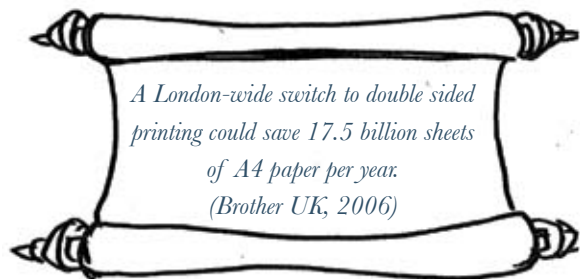 A London-wide switch to double sided
printing could save 17.5 billion sheets
of A4 paper per year.
(Brother UK, 2006)